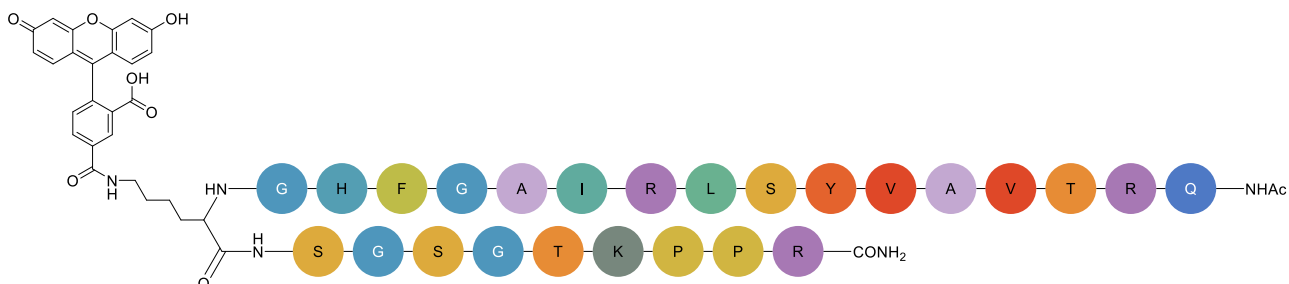 O
O
OH
OH
O
O
N
H
HN
G H F G A I R L S Y V A V T R Q NHAc
O
H
N
S G S G T K P P R CONH₂